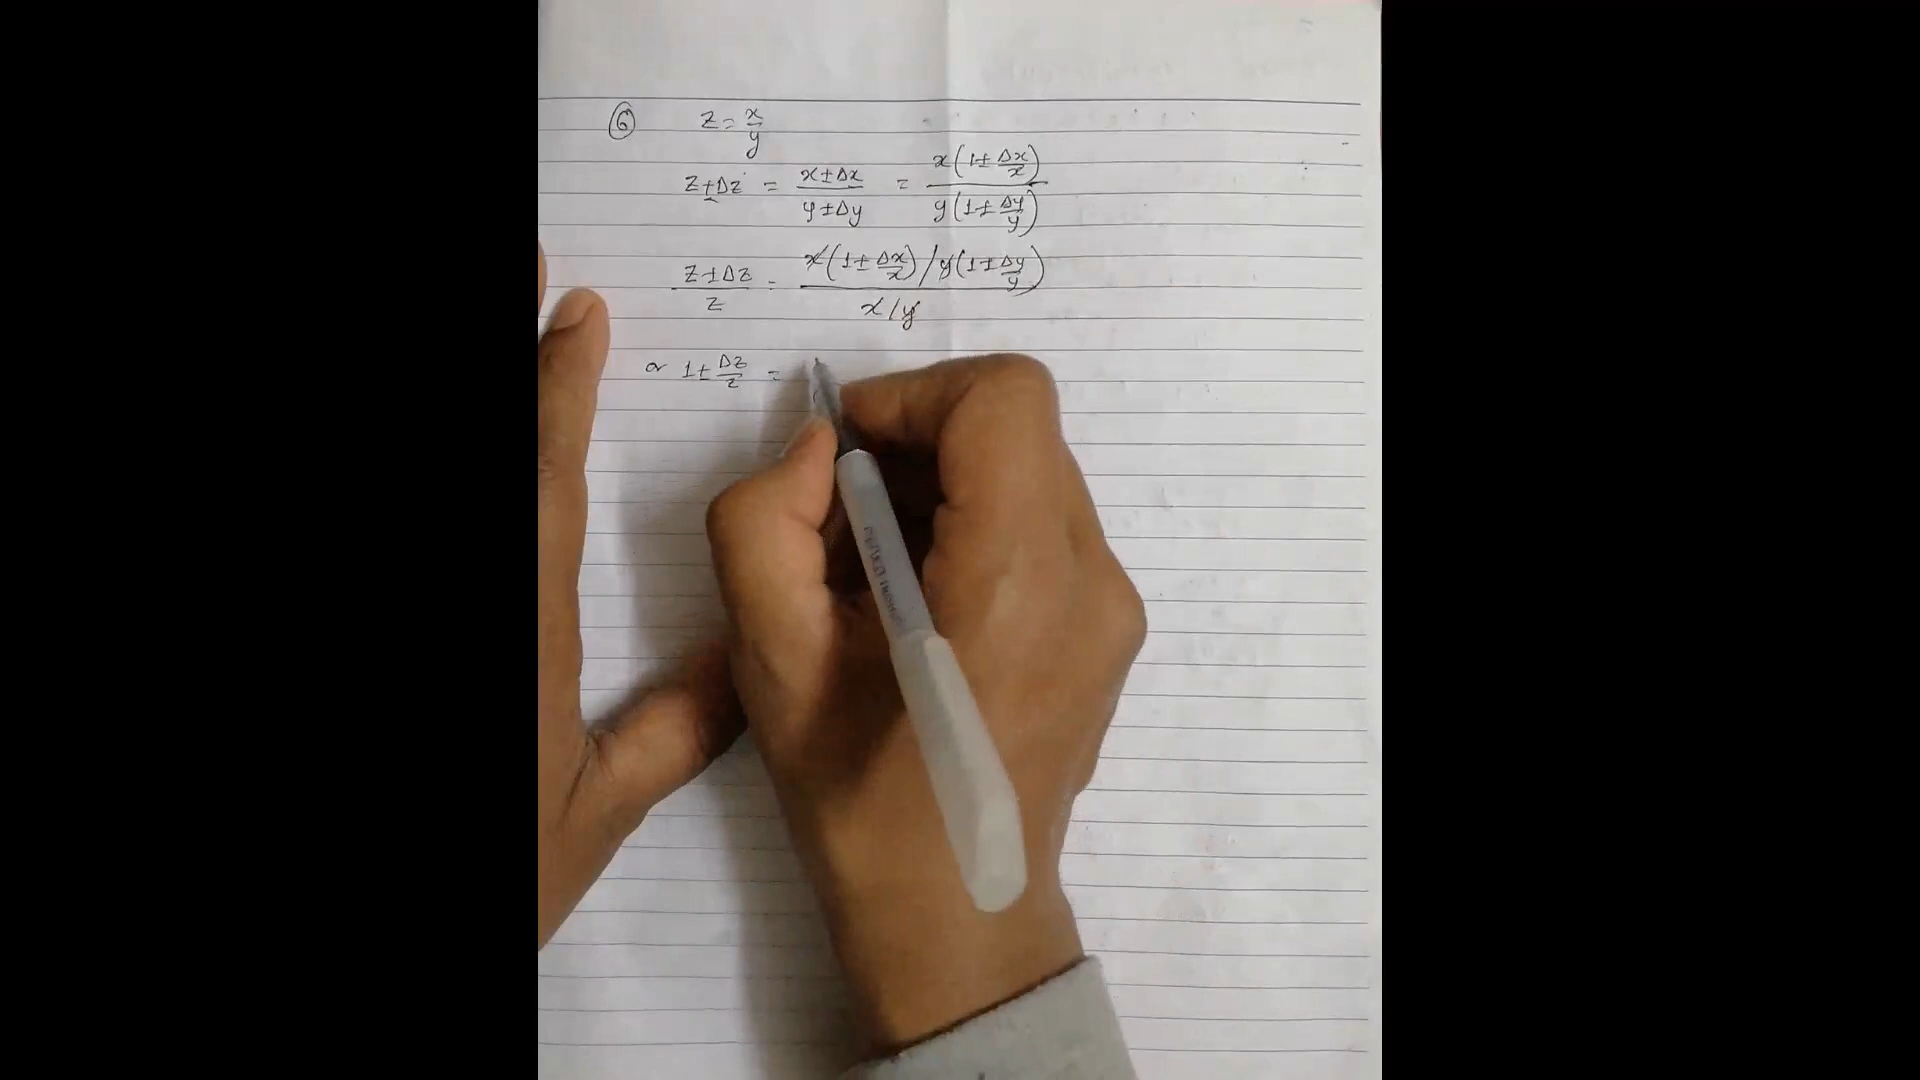 6 z = x/y
z ± Δz = (x ± Δx)/(y ± Δy) = x(1 ± Δx/x) / y(1 ± Δy/y)
(z ± Δz)/z = x(1 ± Δx/x) / y(1 ± Δy/y) / (x/y)
or 1 ± Δz/z =